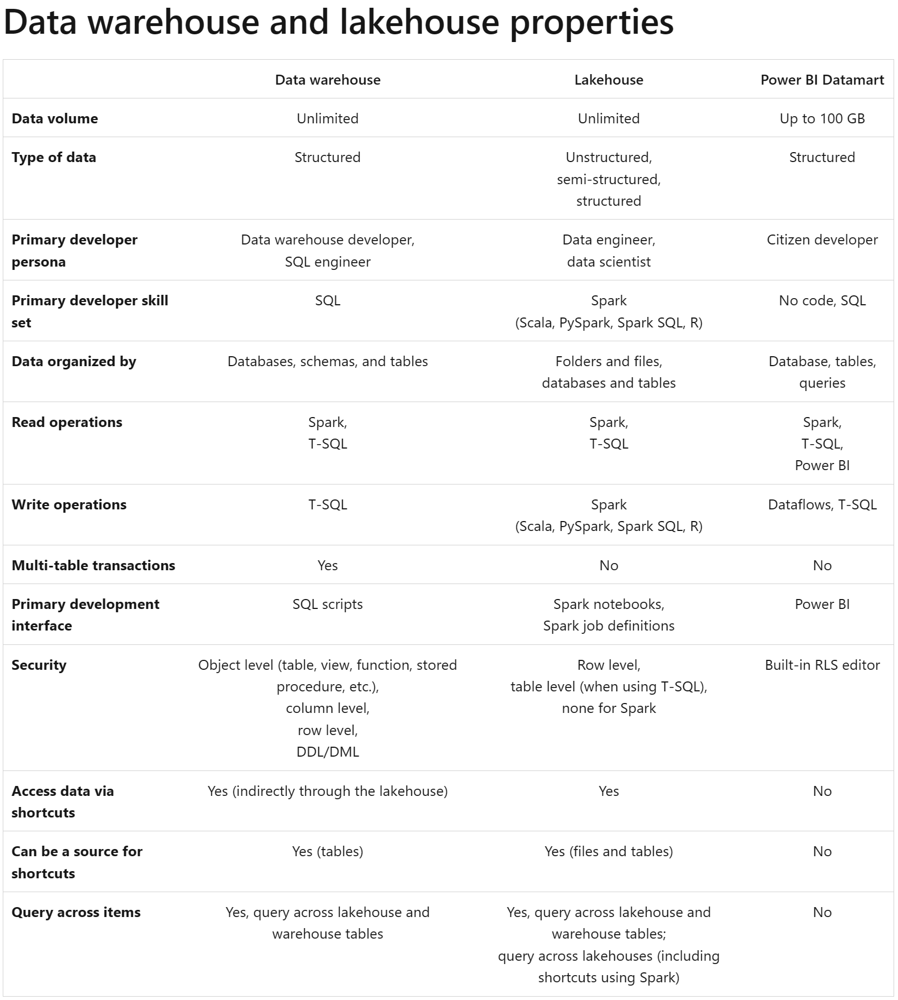 Data warehouse and lakehouse properties
Data warehouse Lakehouse Power BI Datamart
Data volume Unlimited Unlimited Up to 100 GB
Type of data Structured Unstructured, Structured
semi-structured,
structured
Primary developer Data warehouse developer, Data engineer, Citizen developer
persona SQL engineer data scientist
Primary developer skill SQL Spark No code, SQL
set (Scala, PySpark, Spark SQL, R)
Data organized by Databases, schemas, and tables Folders and files, Database, tables,
databases and tables queries
Read operations Spark, Spark, Spark,
T-SQL T-SQL T-SQL,
Power BI
Write operations T-SQL Spark Dataflows, T-SQL
(Scala, PySpark, Spark SQL, R)
Multi-table transactions Yes No No
Primary development SQL scripts Spark notebooks, Power BI
interface Spark job definitions
Security Object level (table, view, function, stored Row level, Built-in RLS editor
procedure, etc.), table level (when using T-SQL),
column level, none for Spark
row level,
DDL/DML
Access data via Yes (indirectly through the lakehouse) Yes No
shortcuts
Can be a source for Yes (tables) Yes (files and tables) No
shortcuts
Query across items Yes, query across lakehouse and Yes, query across lakehouse and No
warehouse tables warehouse tables;
query across lakehouses (including
shortcuts using Spark)